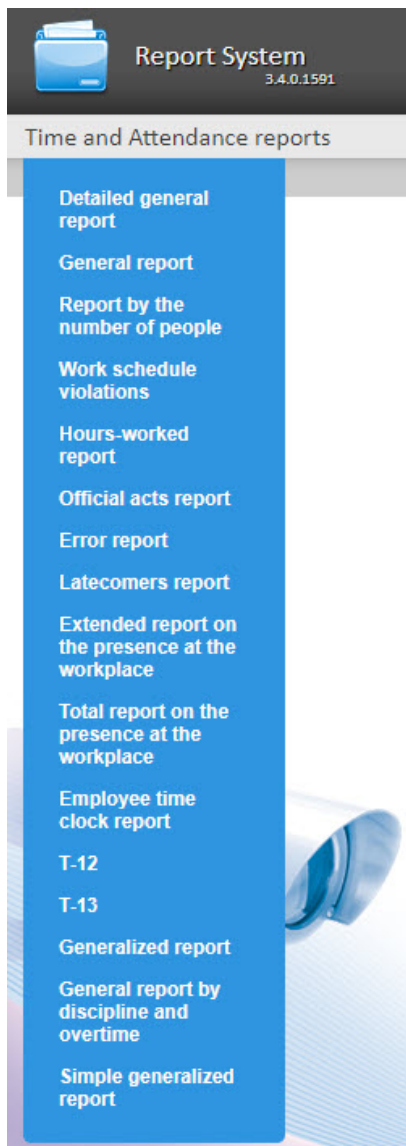 Report System
3.4.0.1591
Time and Attendance reports
Detailed general
report
General report
Report by the
number of people
Work schedule
violations
Hours-worked
report
Official acts report
Error report
Latecomers report
Extended report on
the presence at the
workplace
Total report on the
presence at the
workplace
Employee time
clock report
T-12
T-13
Generalized report
General report by
discipline and
overtime
Simple generalized
report